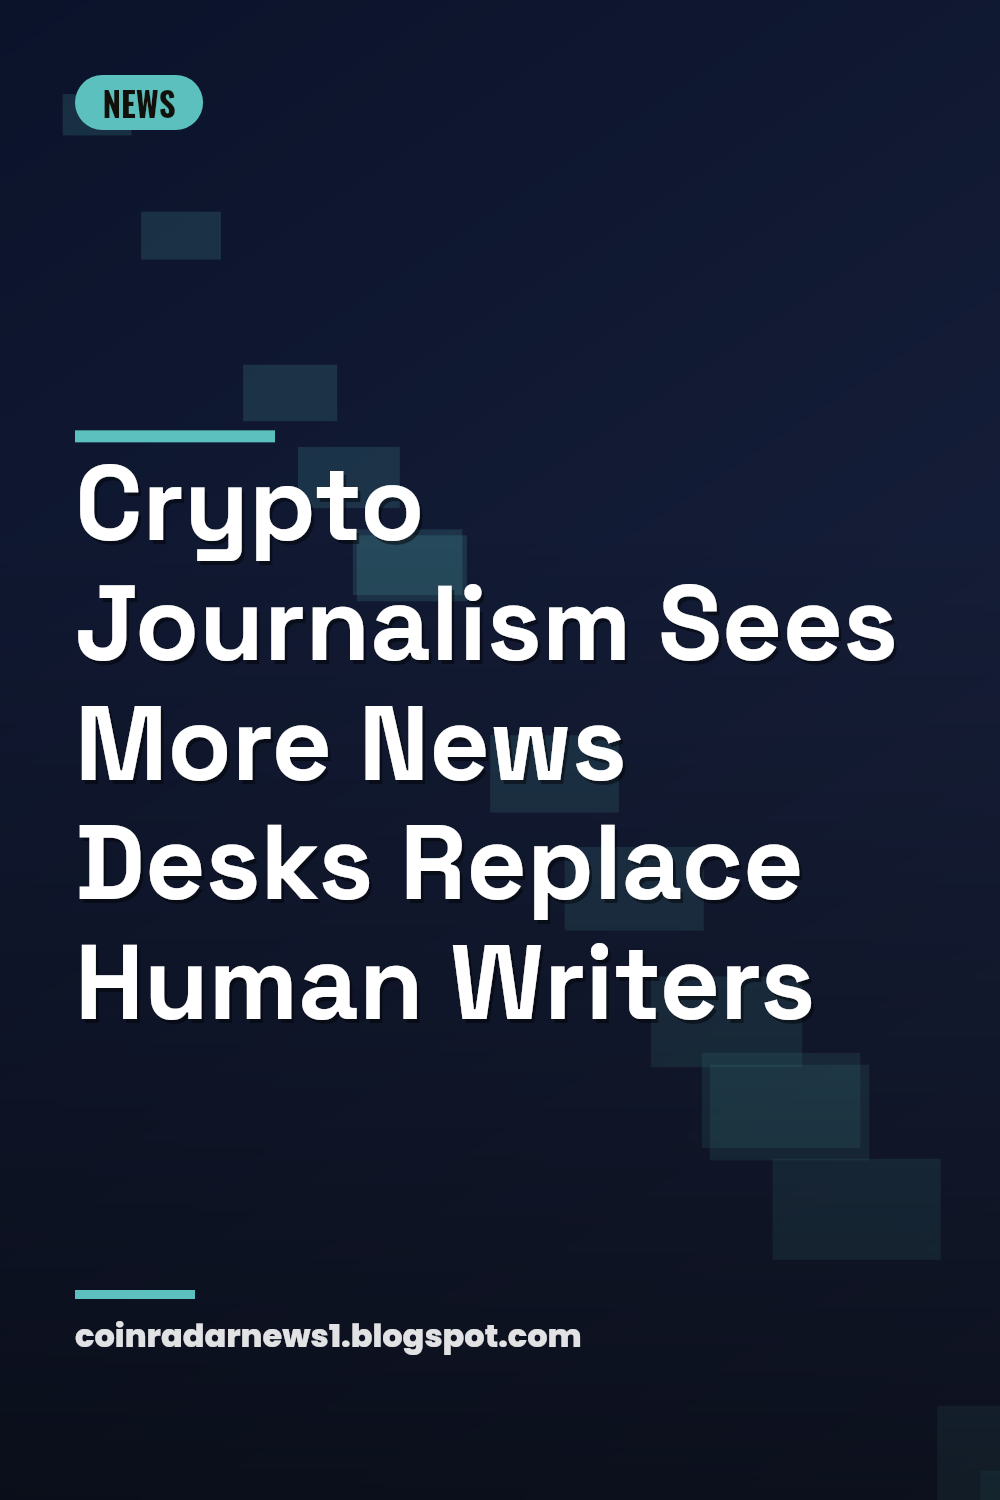 NEWS
Crypto
Journalism Sees
More News
Desks Replace
Human Writers
coinradarnews1.blogspot.com